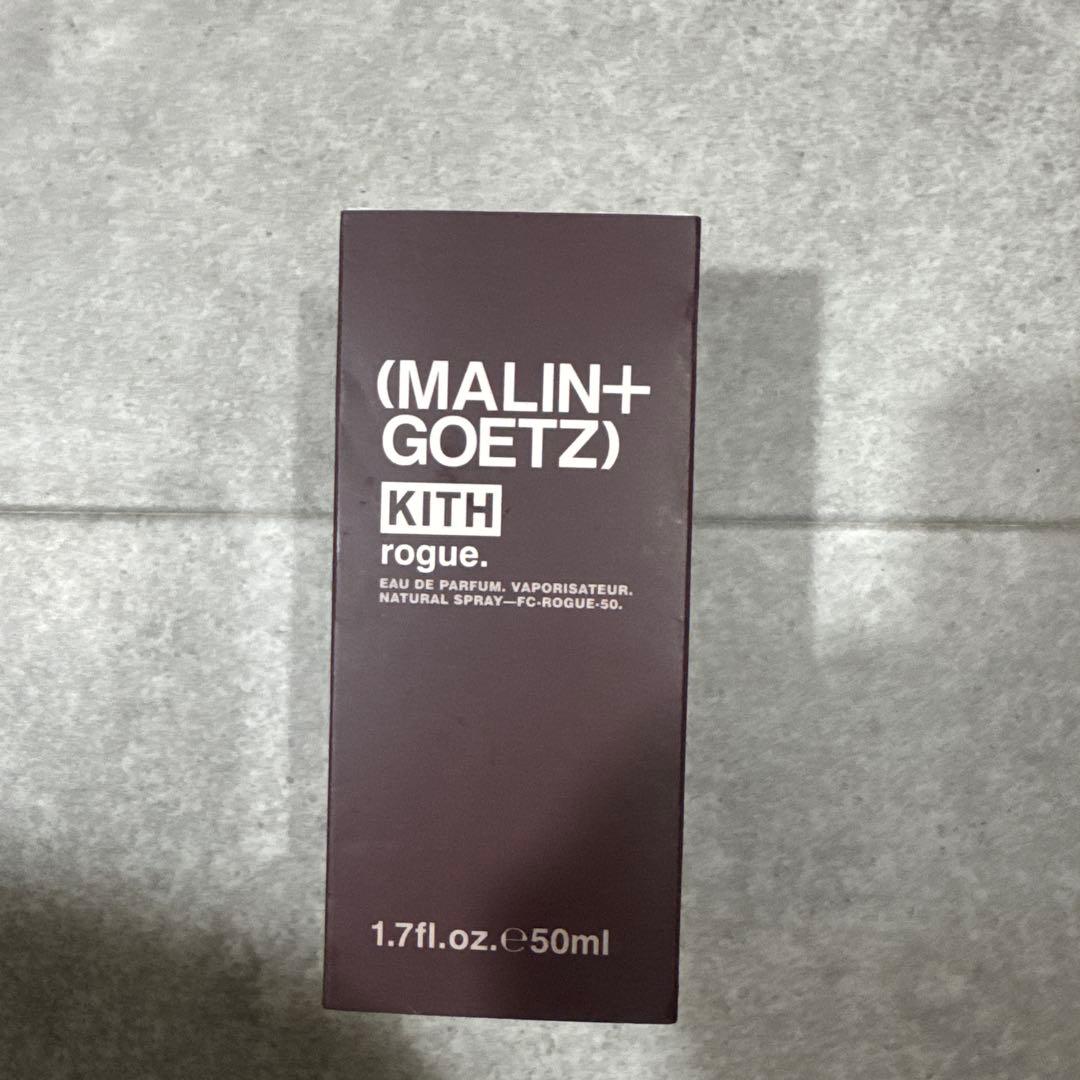 (MALIN+
GOETZ)
KITH
rogue.
EAU DE PARFUM. VAPORISATEUR.
NATURAL SPRAY—FC-ROGUE-50.
1.7fl.oz.℮50ml